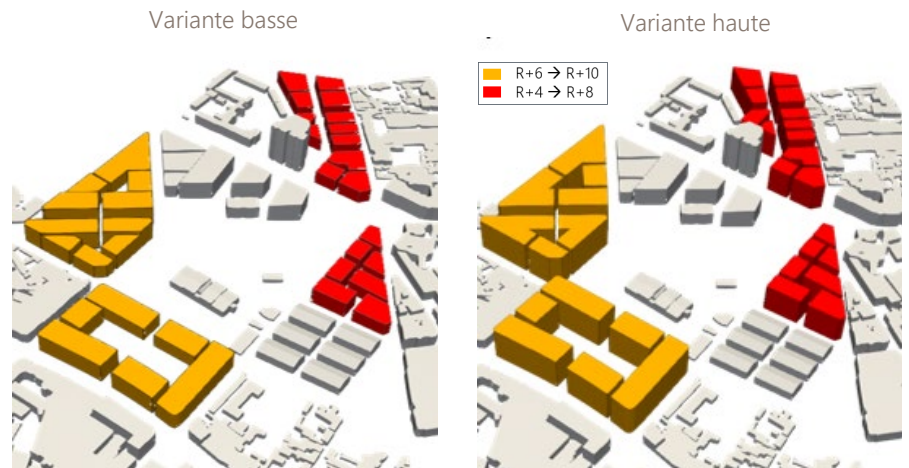 Variante basse
Variante haute
R+6 → R+10
R+4 → R+8